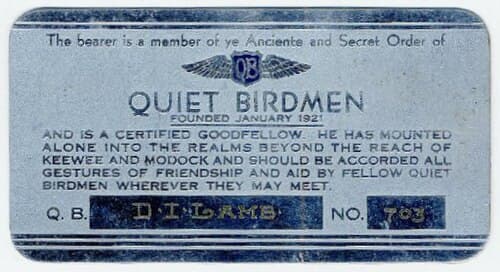 The bearer is a member of ye Anciente and Secret Order of
QB
QUIET BIRDMEN
FOUNDED JANUARY 1921
AND IS A CERTIFIED GOODFELLOW. HE HAS MOUNTED
ALONE INTO THE REALMS BEYOND THE REACH OF
KEEWEE AND MODOCK AND SHOULD BE ACCORDED ALL
GESTURES OF FRIENDSHIP AND AID BY FELLOW QUIET
BIRDMEN WHEREVER THEY MAY MEET.
Q. B. D I LAMB NO. 703